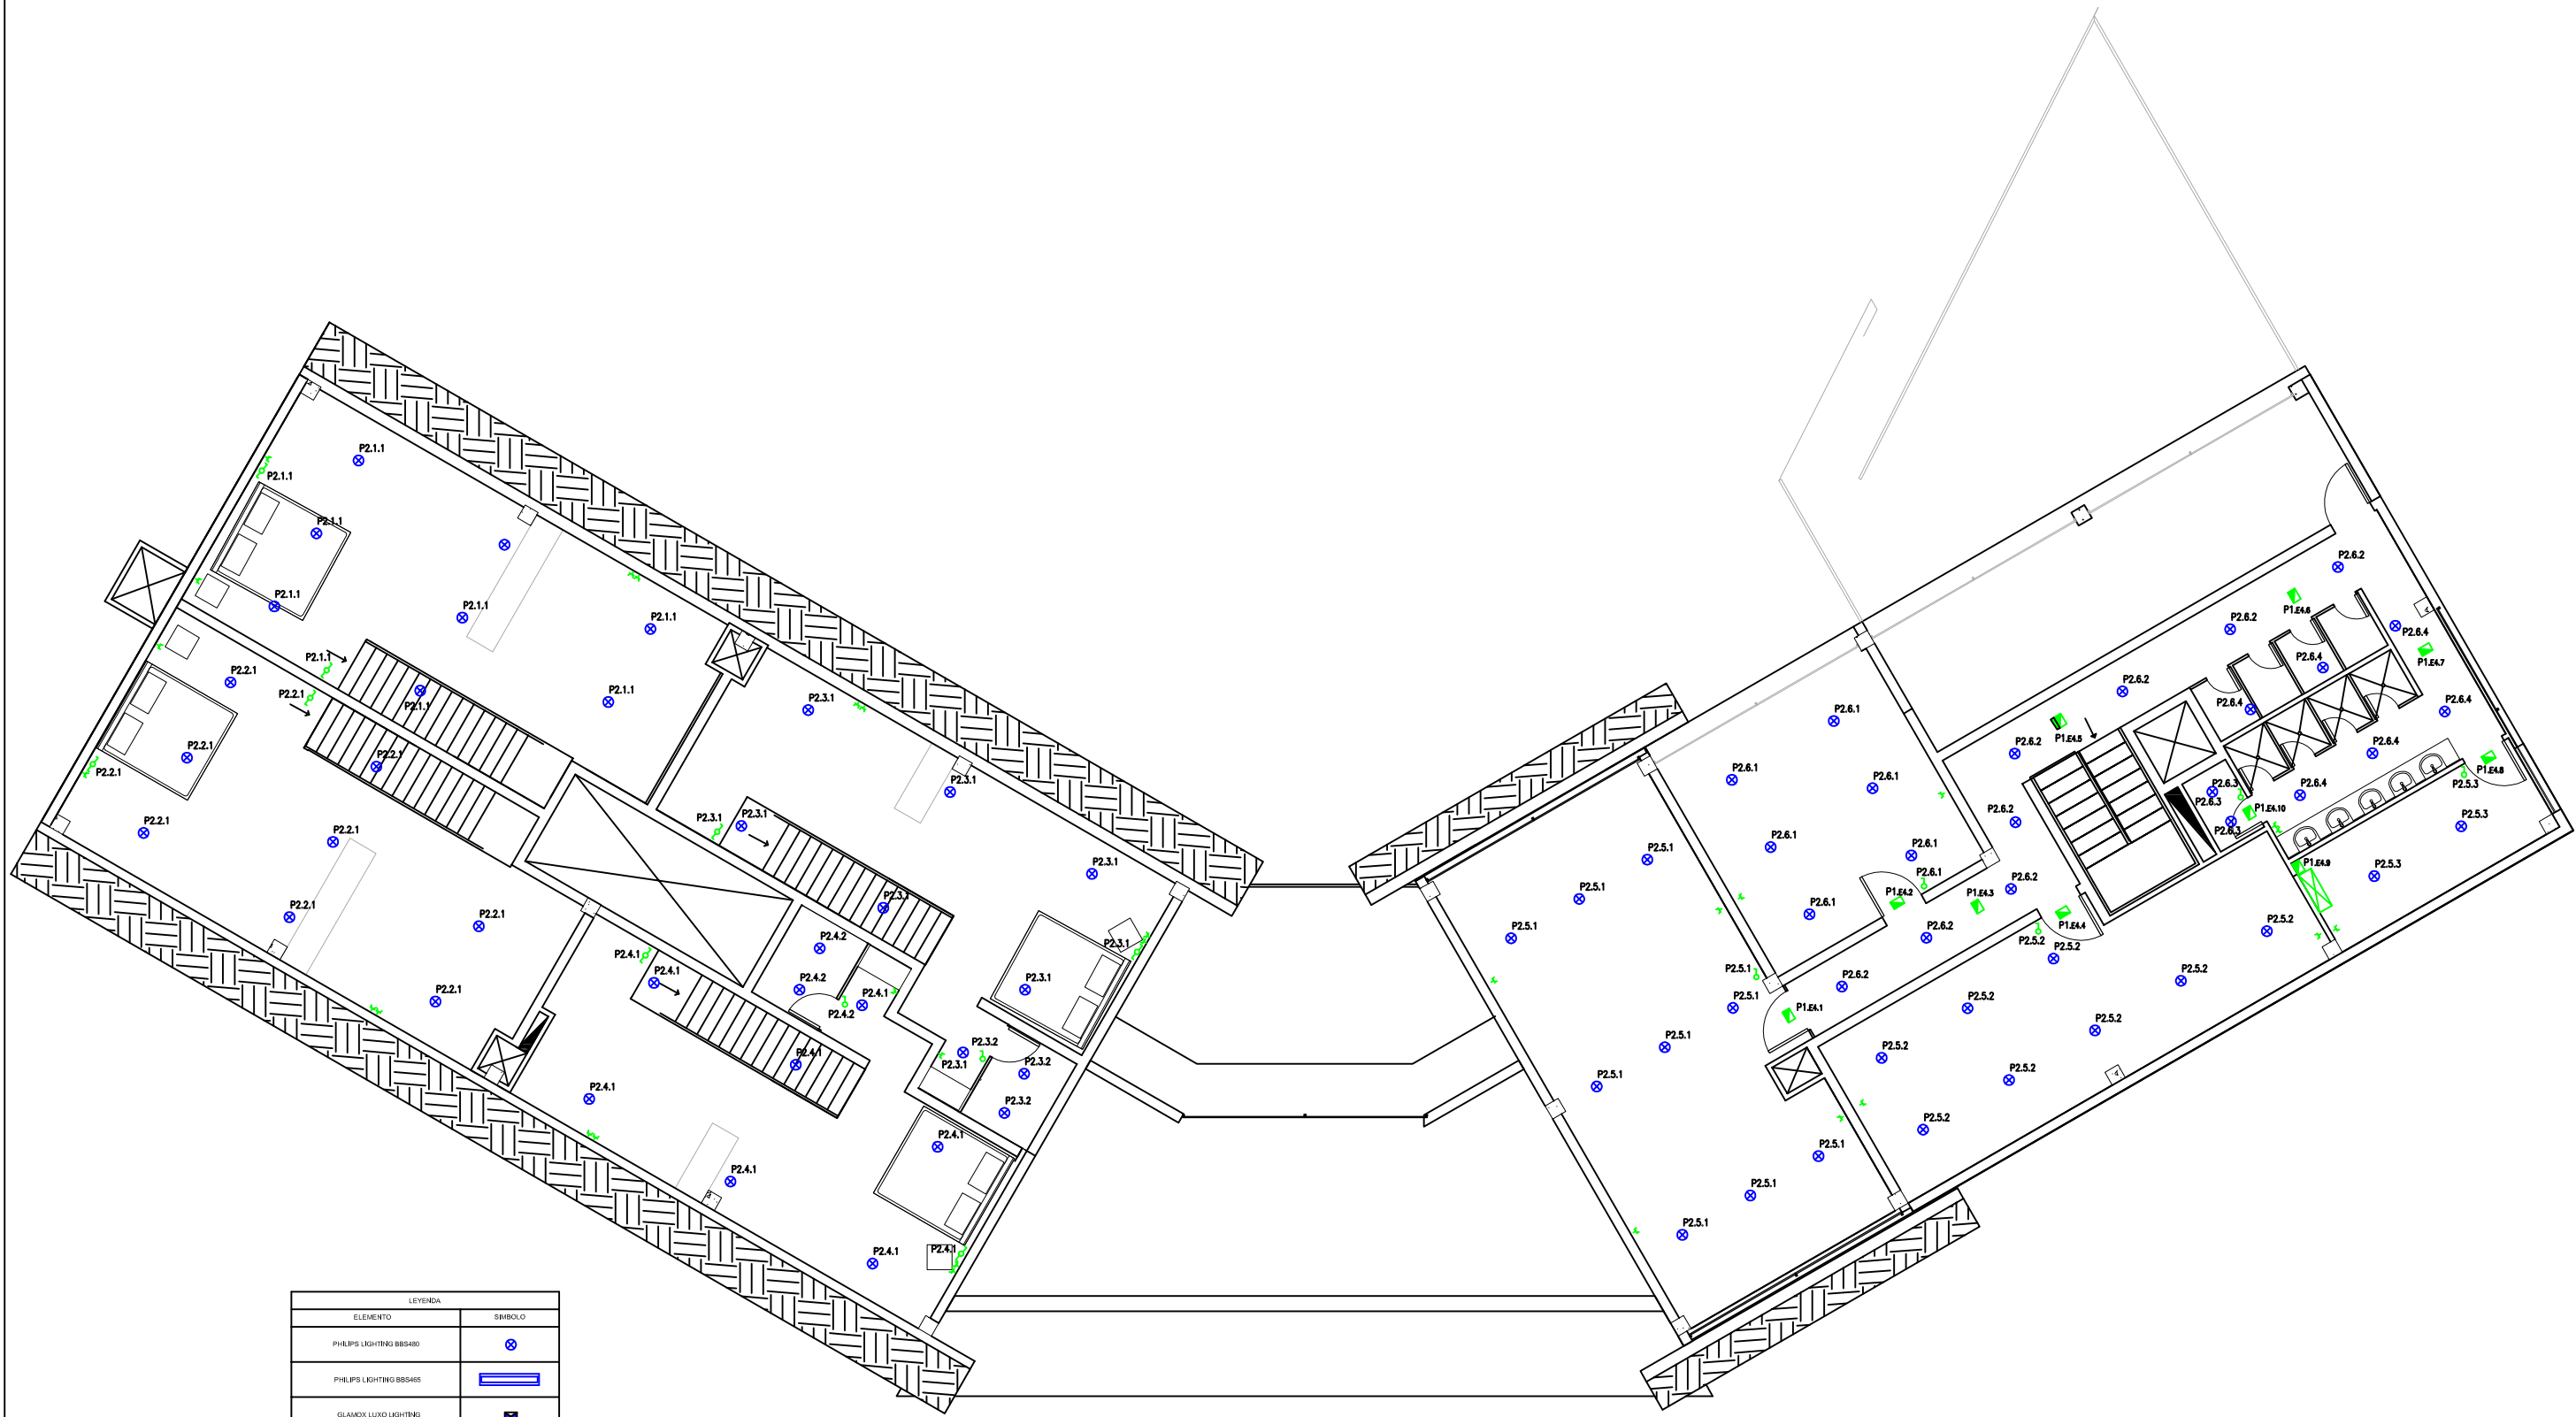 P2.1.1
P2.1.1
P2.1.1
P2.1.1
P2.1.1
P2.1.1
P2.1.1
P2.1.1
P2.1.1
P2.2.1
P2.2.1
P2.2.1
P2.2.1
P2.2.1
P2.2.1
P2.2.1
P2.2.1
P2.2.1
P2.2.1
P2.3.1
P2.3.1
P2.3.1
P2.3.1
P2.3.1
P2.3.1
P2.3.1
P2.3.1
P2.3.1
P2.3.2
P2.3.2
P2.3.2
P2.4.2
P2.4.2
P2.4.2
P2.4.1
P2.4.1
P2.4.1
P2.4.1
P2.4.1
P2.4.1
P2.4.1
P2.4.1
P2.4.1
P2.5.1
P2.5.1
P2.5.1
P2.5.1
P2.5.1
P2.5.1
P2.5.1
P2.5.1
P2.5.1
P2.5.1
P2.6.1
P2.6.1
P2.6.1
P2.6.1
P2.6.1
P2.6.1
P2.6.1
P2.6.2
P2.6.2
P2.6.2
P2.6.2
P2.6.2
P2.6.2
P2.6.2
P2.6.2
P2.6.4
P2.6.4
P2.6.4
P2.6.4
P2.6.4
P2.6.4
P2.6.3
P2.6.3
P2.6.3
P2.5.3
P2.5.3
P2.5.3
P2.5.2
P2.5.2
P2.5.2
P2.5.2
P2.5.2
P2.5.2
P2.5.2
P2.5.2
P2.5.2
P1.E4.1
P1.E4.2
P1.E4.3
P1.E4.4
P1.E4.5
P1.E4.6
P1.E4.7
P1.E4.8
P1.E4.9
P1.E4.10
LEYENDA
ELEMENTO SIMBOLO
PHILIPS LIGHTING BBS480
PHILIPS LIGHTING BBS465
GLAMOX LUXO LIGHTING